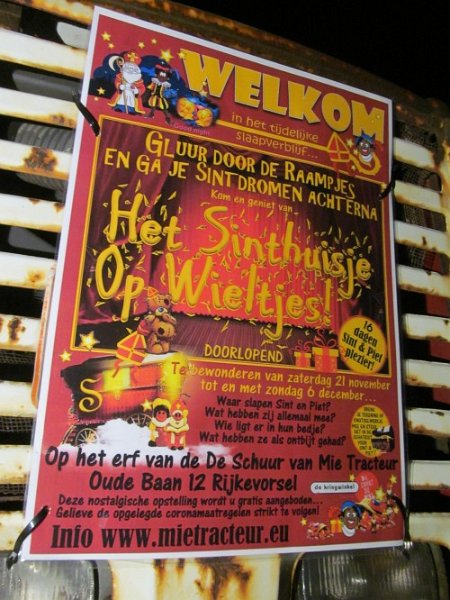 WELKOM
in het tijdelijke
slaapverblijf...
Good night
GLUUR DOOR DE RAAMPJES
EN GA JE SINTDROMEN ACHTERNA
Kom en geniet van...
Het Sinthuisje
Op Wieltjes!
16
dagen
Sint & Piet
plezier!
DOORLOPEND
Te bewonderen van zaterdag 21 november
tot en met zondag 6 december...
Waar slapen Sint en Piet?
Wat hebben zij allemaal mee?
Wie ligt er in hun bedje?
Wat hebben ze als ontbijt gehad?
Op het erf van de De Schuur van Mie Tracteur
Oude Baan 12 Rijkevorsel
de kringwinkel
Deze nostalgische opstelling wordt u gratis aangeboden...
Gelieve de opgelegde coronamaatregelen strikt te volgen!
Info www.mietracteur.eu